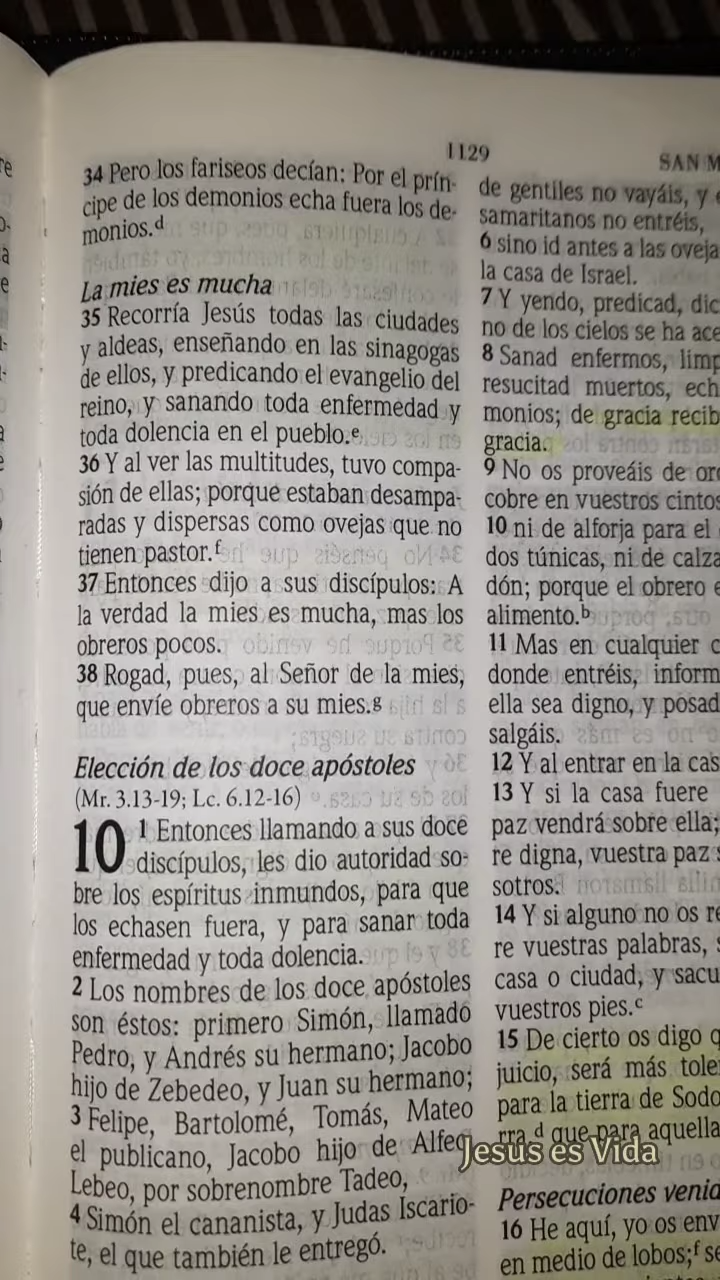 1129
SAN M
34 Pero los fariseos decían: Por el prín-
cipe de los demonios echa fuera los de-
monios.d
La mies es mucha
35 Recorría Jesús todas las ciudades
y aldeas, enseñando en las sinagogas
de ellos, y predicando el evangelio del
reino, y sanando toda enfermedad y
toda dolencia en el pueblo.e
36 Y al ver las multitudes, tuvo compa-
sión de ellas; porque estaban desampa-
radas y dispersas como ovejas que no
tienen pastor.f
37 Entonces dijo a sus discípulos: A
la verdad la mies es mucha, mas los
obreros pocos.
38 Rogad, pues, al Señor de la mies,
que envíe obreros a su mies.g
Elección de los doce apóstoles
(Mr. 3.13-19; Lc. 6.12-16)
10 1 Entonces llamando a sus doce
discípulos, les dio autoridad so-
bre los espíritus inmundos, para que
los echasen fuera, y para sanar toda
enfermedad y toda dolencia.
2 Los nombres de los doce apóstoles
son éstos: primero Simón, llamado
Pedro, y Andrés su hermano; Jacobo
hijo de Zebedeo, y Juan su hermano;
3 Felipe, Bartolomé, Tomás, Mateo
el publicano, Jacobo hijo de Alfeo,
Lebeo, por sobrenombre Tadeo,
4 Simón el cananista, y Judas Iscario-
te, el que también le entregó.
de gentiles no vayáis, y
samaritanos no entréis,
6 sino id antes a las oveja
la casa de Israel.
7 Y yendo, predicad, dic
no de los cielos se ha ace
8 Sanad enfermos, limp
resucitad muertos, ech
monios; de gracia recib
gracia.
9 No os proveáis de oro
cobre en vuestros cintos
10 ni de alforja para el
dos túnicas, ni de calza
dón; porque el obrero e
alimento.b
11 Mas en cualquier c
donde entréis, inform
ella sea digno, y posad
salgáis.
12 Y al entrar en la cas
13 Y si la casa fuere
paz vendrá sobre ella;
re digna, vuestra paz s
sotros.
14 Y si alguno no os re
re vuestras palabras, s
casa o ciudad, y sacu
vuestros pies.c
15 De cierto os digo q
juicio, será más tole
para la tierra de Sodo
rra,d que para aquella
Jesús es Vida
Persecuciones venid
16 He aquí, yo os env
en medio de lobos;f se